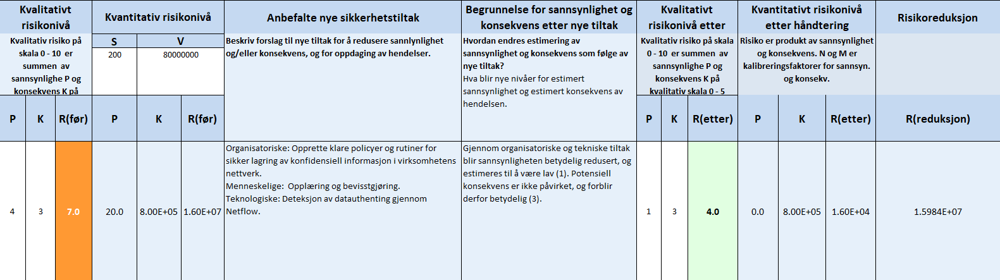 Kvalitativt
risikonivå
Kvantitativ risikonivå
Anbefalte nye sikkerhetstiltak
Begrunnelse for sannsynlighet og
konsekvens etter nye tiltak
Kvalitativt
risikonivå etter
Kvantitativt risikonivå
etter håndtering
Risikoreduksjon
Kvalitativ risiko på
skala 0 - 10 er
summen av
sannsynlighe P og
konsekvens K på
S
V
200
80000000
Beskriv forslag til nye tiltak for å redusere sannlynlighet
og/eller konsekvens, og for oppdaging av hendelser.
Hvordan endres estimering av
sannsynlighet og konsekvens som følge av
nye tiltak?
Hva blir nye nivåer for estimert
sannsynlighet og estimert konsekvens av
hendelsen.
Kvalitativ risiko på skala
0 - 10 er summen av
sannsynlighe P og
konsekvens K på
kvalitativ skala 0 - 5
Risiko er produkt av sannsynlighet
og konsekvens. N og M er
kalibreringsfaktorer for sannsyn.
og konsekv.
P
K
R(før)
P
K
R(før)
P
K
R(etter)
P
K
R(etter)
R(reduksjon)
4
3
7.0
20.0
8.00E+05
1.60E+07
Organisatoriske: Opprette klare policyer og rutiner for
sikker lagring av konfidensiell informasjon i virksomhetens
nettverk.
Menneskelige:  Opplæring og bevisstgjøring.
Teknologiske: Deteksjon av datauthenting gjennom
Netflow.
Gjennom organisatoriske og tekniske tiltak
blir sannsynligheten betydelig redusert, og
estimeres til å være lav (1). Potensiell
konsekvens er ikke påvirket, og forblir
derfor betydelig (3).
1
3
4.0
0.0
8.00E+05
1.60E+04
1.5984E+07